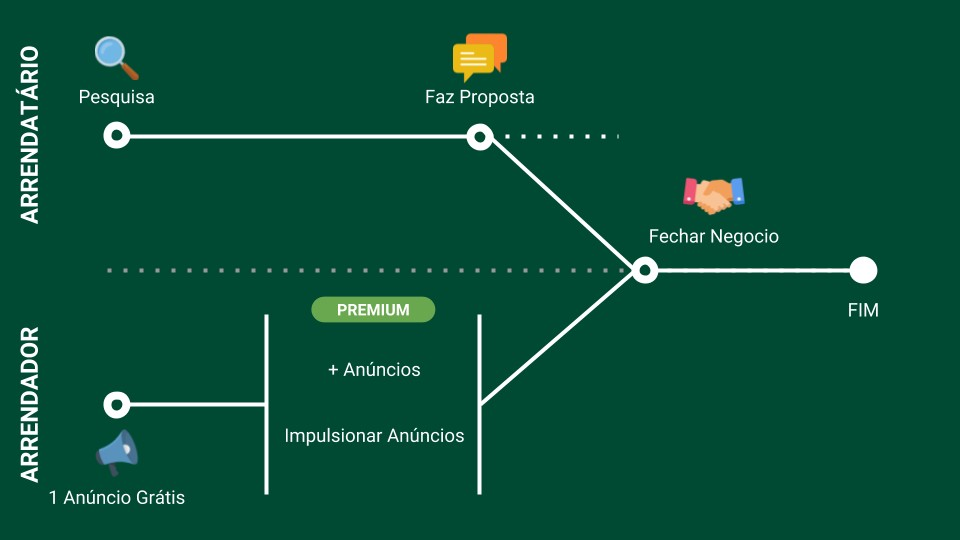 ARRENDATÁRIO
Pesquisa
Faz Proposta
Fechar Negocio
FIM
ARRENDADOR
PREMIUM
+ Anúncios
Impulsionar Anúncios
1 Anúncio Grátis